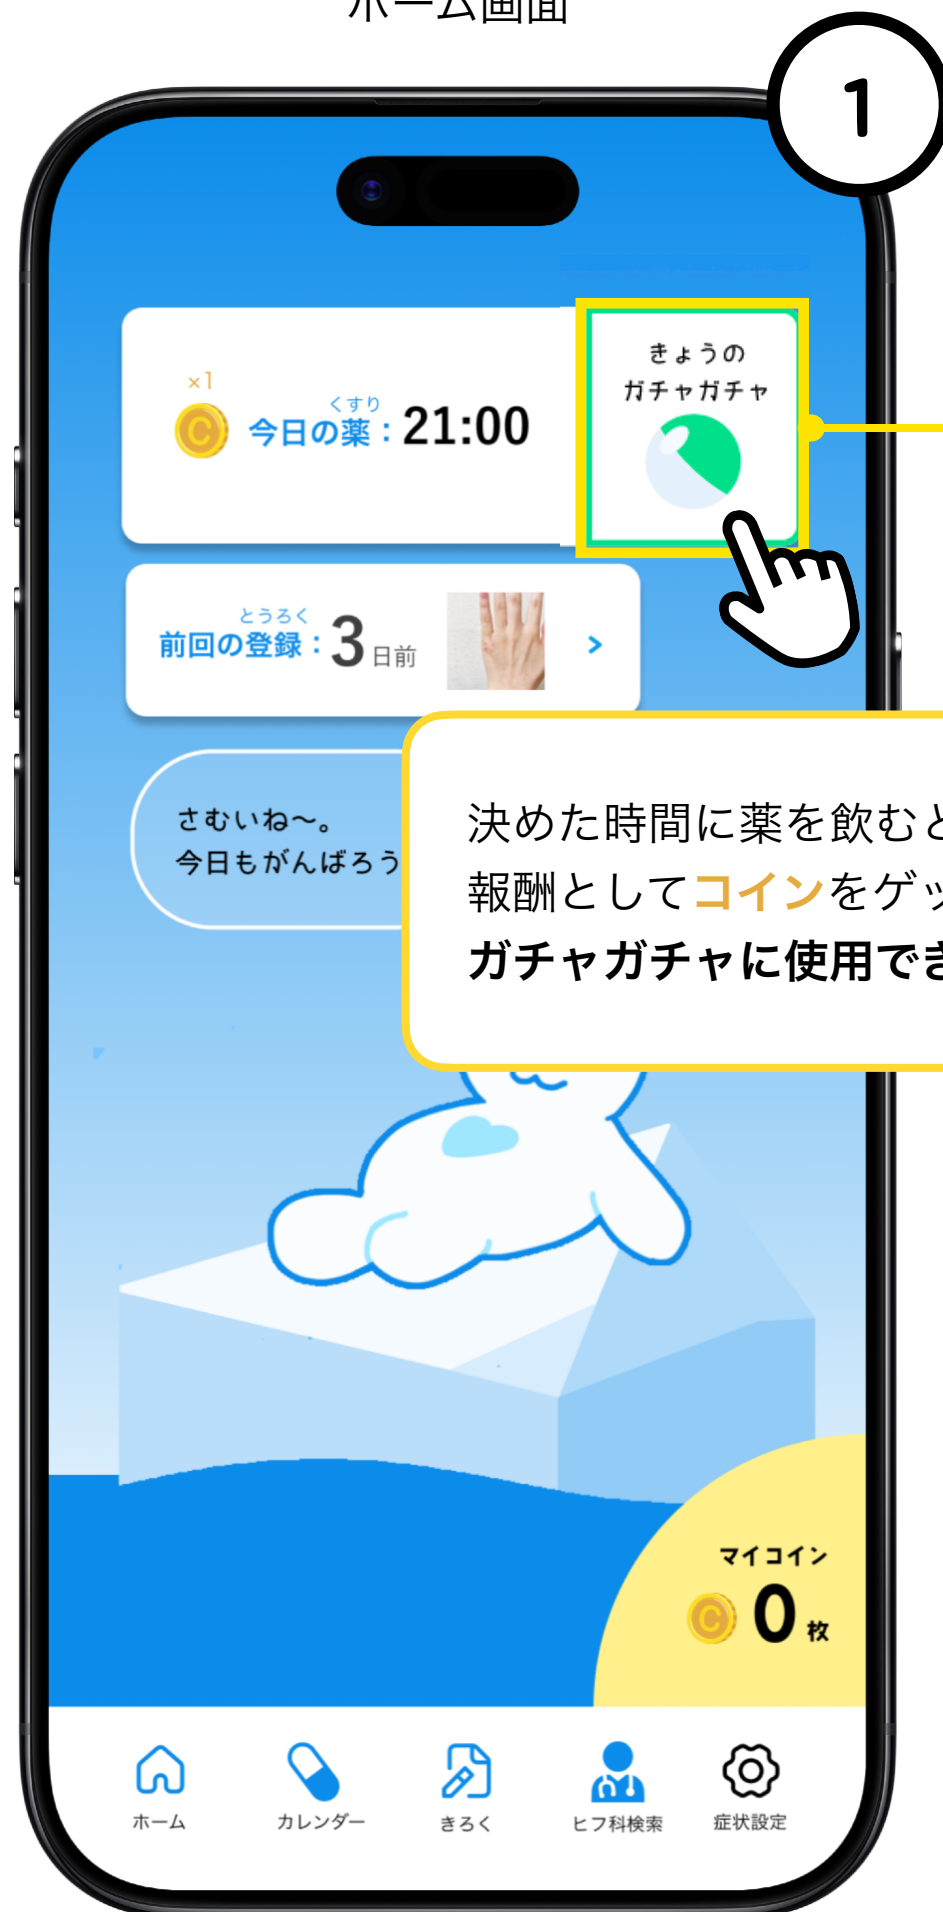 ホーム画面
1
きょうの
ガチャガチャ
×1
くすり
今日の薬：21:00
とうろく
前回の登録：3日前
さむいね〜。
今日もがんばろう
決めた時間に薬を飲むと
報酬としてコインをゲッ
ガチャガチャに使用でき
マイコイン
0枚
ホーム
カレンダー
きろく
ヒフ科検索
症状設定